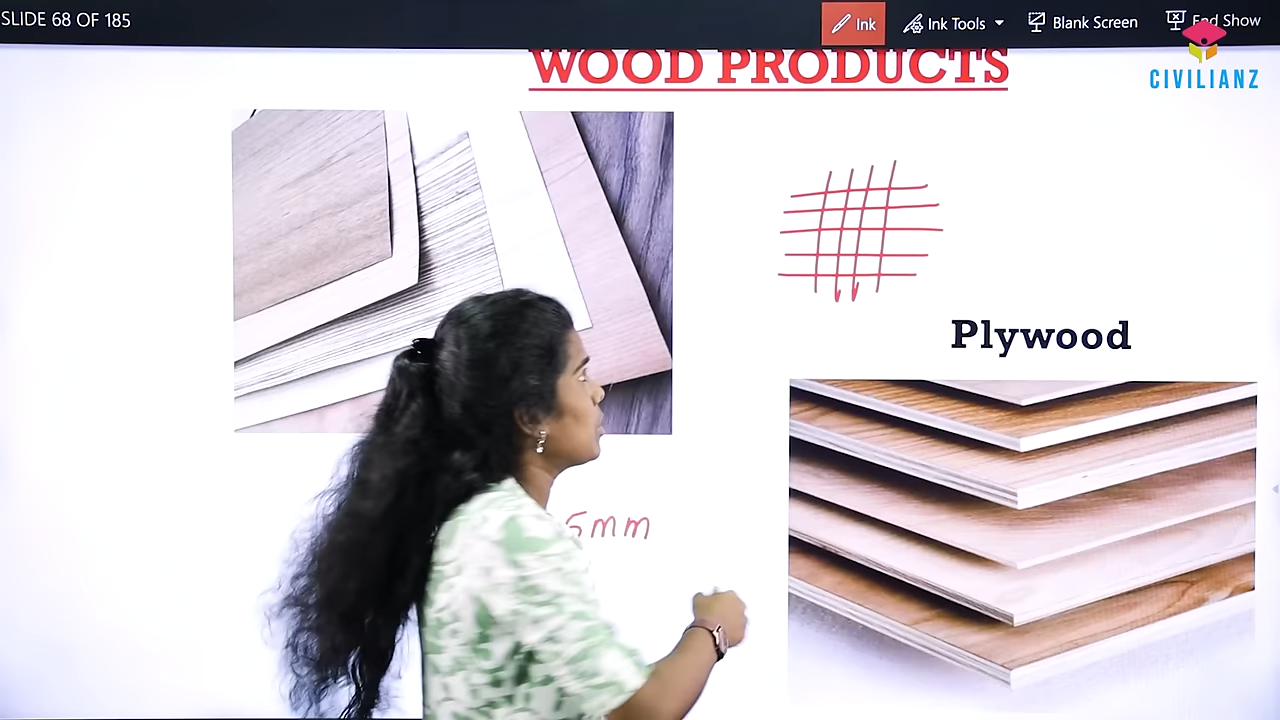 SLIDE 68 OF 185
Ink
Ink Tools
Blank Screen
End Show
WOOD PRODUCTS
CIVILIANZ
Plywood
5mm